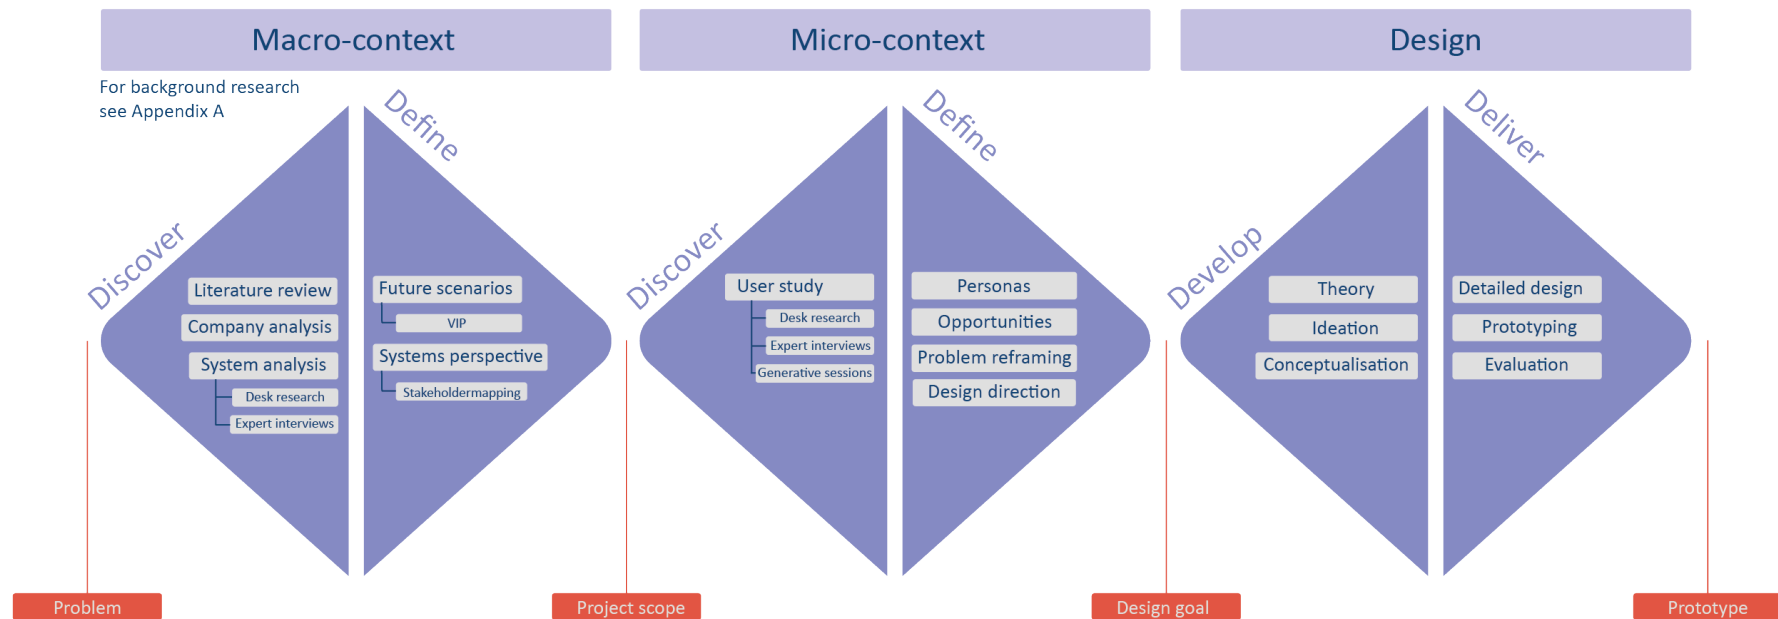 Macro-context
Micro-context
Design
For background research
see Appendix A
Discover
Define
Literature review
Company analysis
System analysis
Desk research
Expert interviews
Future scenarios
VIP
Systems perspective
Stakeholdermapping
Discover
Define
User study
Desk research
Expert interviews
Generative sessions
Personas
Opportunities
Problem reframing
Design direction
Develop
Deliver
Theory
Ideation
Conceptualisation
Detailed design
Prototyping
Evaluation
Problem
Project scope
Design goal
Prototype